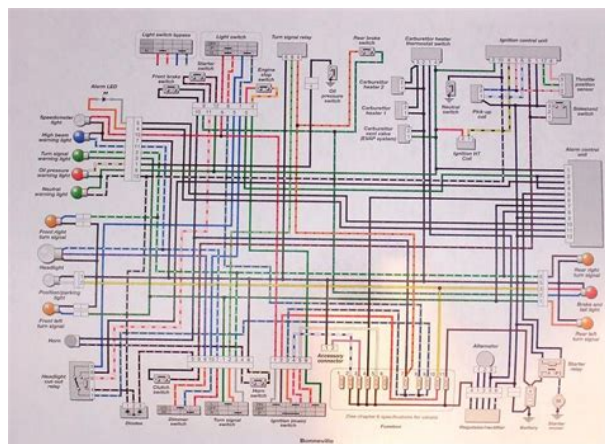 Light switch bypass
Light switch
Turn signal relay
Rear brake switch
Carburettor heater thermostat switch
Ignition control unit
Starter switch
Front brake switch
Engine stop switch
Alarm LED
Oil pressure switch
Carburettor heater 2
Carburettor heater 1
Neutral switch
Pick-up coil
Throttle position sensor
Sidestand switch
Ignition HT Coil
Speedometer light
High beam warning light
Turn signal warning light
Oil pressure warning light
Neutral warning light
Alarm control unit
Front right turn signal
Headlight
Position/parking light
Front left turn signal
Horn
Headlight cut out relay
Rear right turn signal
Brake and tail light
Rear left turn signal
Accessory connector
Alternator
Starter relay
Diodes
Clutch switch
Dimmer switch
Turn signal switch
Horn switch
Ignition (main) switch
Fusebox
Regulator/rectifier
Battery
Starter motor
Bonneville